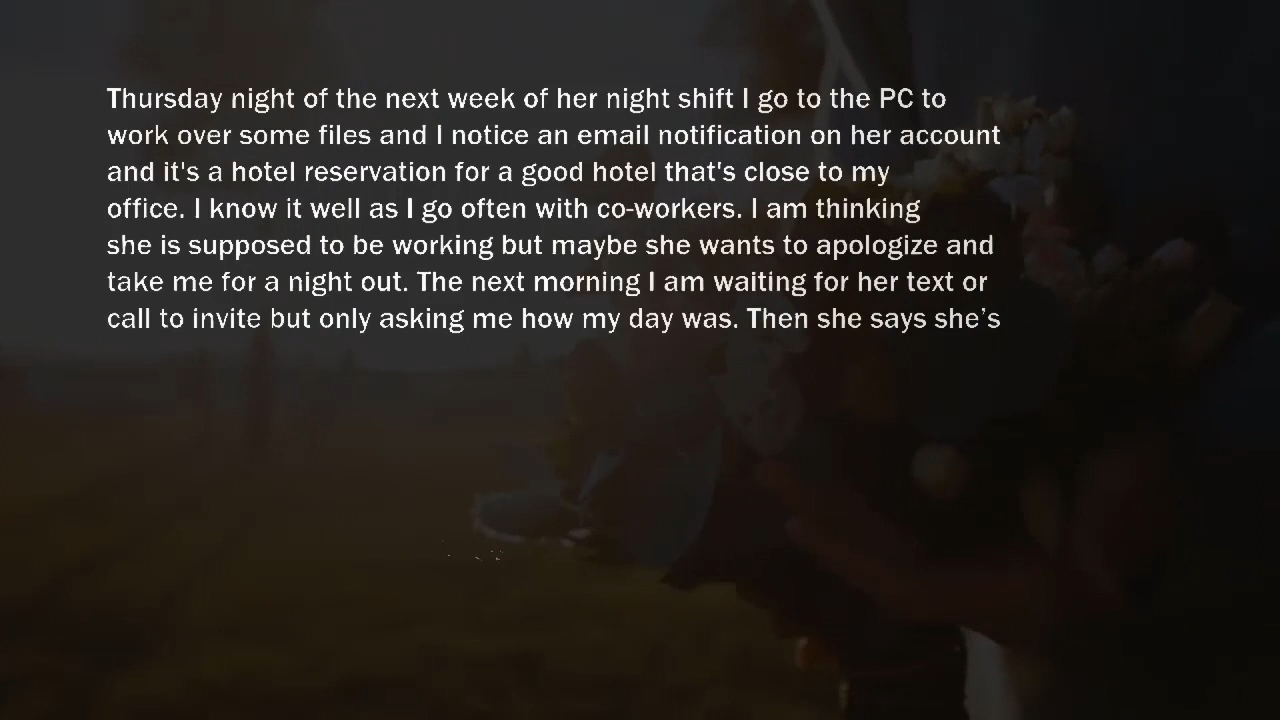 Thursday night of the next week of her night shift I go to the PC to
work over some files and I notice an email notification on her account
and it's a hotel reservation for a good hotel that's close to my
office. I know it well as I go often with co-workers. I am thinking
she is supposed to be working but maybe she wants to apologize and
take me for a night out. The next morning I am waiting for her text or
call to invite but only asking me how my day was. Then she says she’s